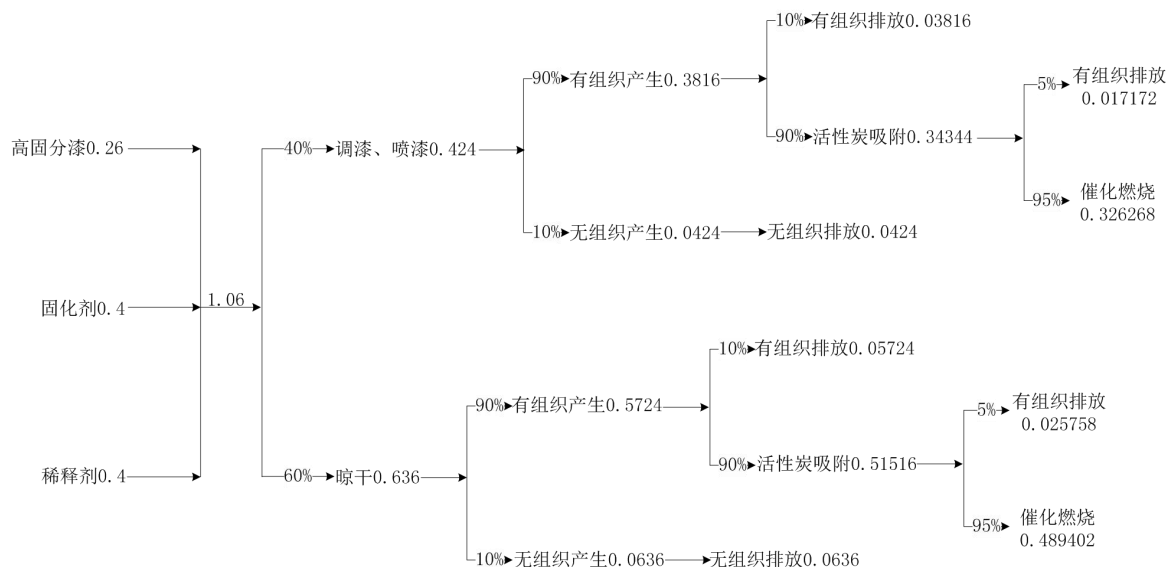 10%有组织排放0.03816
有组织排放
5%
0.017172
90%有组织产生0.3816
高固分漆0.26
40%
调漆、喷漆0.424
90%活性炭吸附0.34344
催化燃烧
95%
0.326268
10%无组织产生0.0424
无组织排放0.0424
固化剂0.4
1.06
10%有组织排放0.05724
有组织排放
5%
0.025758
90%有组织产生0.5724
稀释剂0.4
60%
晾干0.636
90%活性炭吸附0.51516
催化燃烧
95%
0.489402
10%无组织产生0.0636
无组织排放0.0636